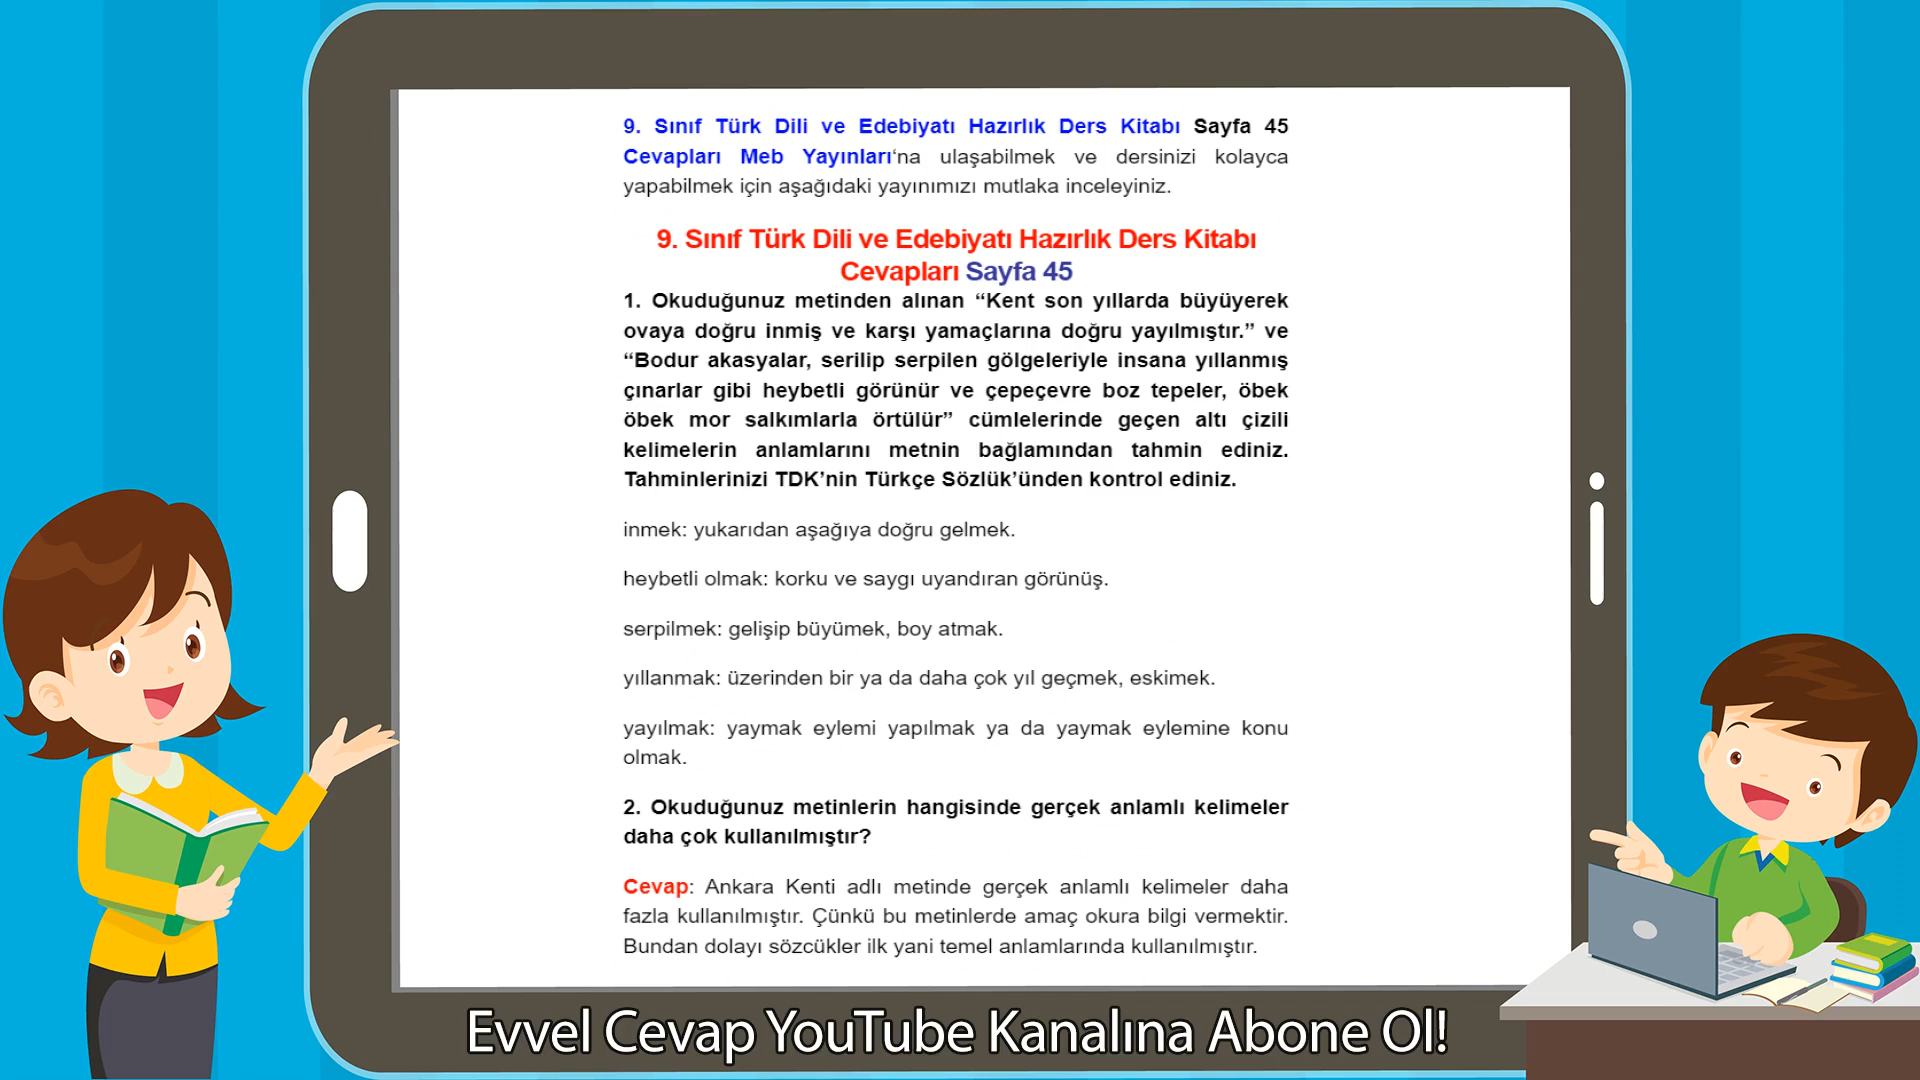 9. Sınıf Türk Dili ve Edebiyatı Hazırlık Ders Kitabı Sayfa 45
Cevapları Meb Yayınları‘na ulaşabilmek ve dersinizi kolayca
yapabilmek için aşağıdaki yayınımızı mutlaka inceleyiniz.
9. Sınıf Türk Dili ve Edebiyatı Hazırlık Ders Kitabı
Cevapları Sayfa 45
1. Okuduğunuz metinden alınan “Kent son yıllarda büyüyerek
ovaya doğru inmiş ve karşı yamaçlarına doğru yayılmıştır.” ve
“Bodur akasyalar, serilip serpilen gölgeleriyle insana yıllanmış
çınarlar gibi heybetli görünür ve çepeçevre boz tepeler, öbek
öbek mor salkımlarla örtülür” cümlelerinde geçen altı çizili
kelimelerin anlamlarını metnin bağlamından tahmin ediniz.
Tahminlerinizi TDK’nin Türkçe Sözlük’ünden kontrol ediniz.
inmek: yukarıdan aşağıya doğru gelmek.
heybetli olmak: korku ve saygı uyandıran görünüş.
serpilmek: gelişip büyümek, boy atmak.
yıllanmak: üzerinden bir ya da daha çok yıl geçmek, eskimek.
yayılmak: yaymak eylemi yapılmak ya da yaymak eylemine konu
olmak.
2. Okuduğunuz metinlerin hangisinde gerçek anlamlı kelimeler
daha çok kullanılmıştır?
Cevap: Ankara Kenti adlı metinde gerçek anlamlı kelimeler daha
fazla kullanılmıştır. Çünkü bu metinlerde amaç okura bilgi vermektir.
Bundan dolayı sözcükler ilk yani temel anlamlarında kullanılmıştır.
Evvel Cevap YouTube Kanalına Abone Ol!